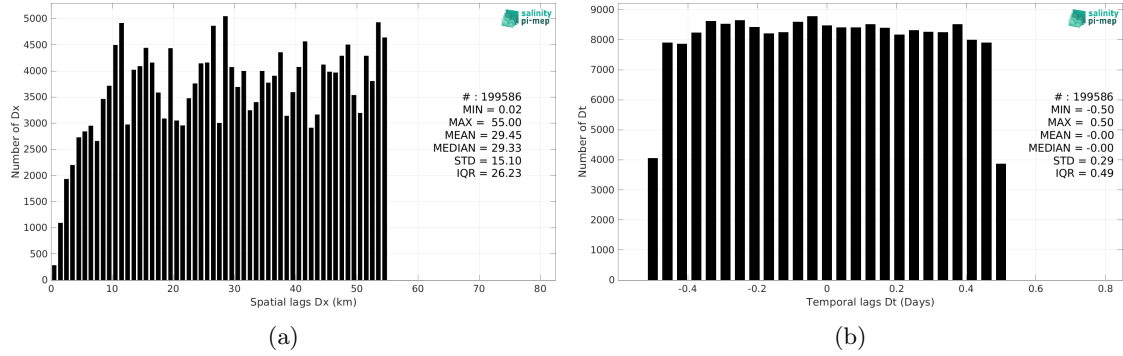 5000
4500
4000
3500
3000
2500
2000
1500
1000
500
0
Number of Dx
0
10
20
30
40
50
60
70
80
Spatial lags Dx (km)
salinity
pi-mep
# : 199586
MIN = 0.02
MAX = 55.00
MEAN = 29.45
MEDIAN = 29.33
STD = 15.10
IQR = 26.23
(a)
9000
8000
7000
6000
5000
4000
3000
2000
1000
0
Number of Dt
-0.4
-0.2
0
0.2
0.4
0.6
0.8
Temporal lags Dt (Days)
salinity
pi-mep
# : 199586
MIN = -0.50
MAX = 0.50
MEAN = -0.00
MEDIAN = -0.00
STD = 0.29
IQR = 0.49
(b)